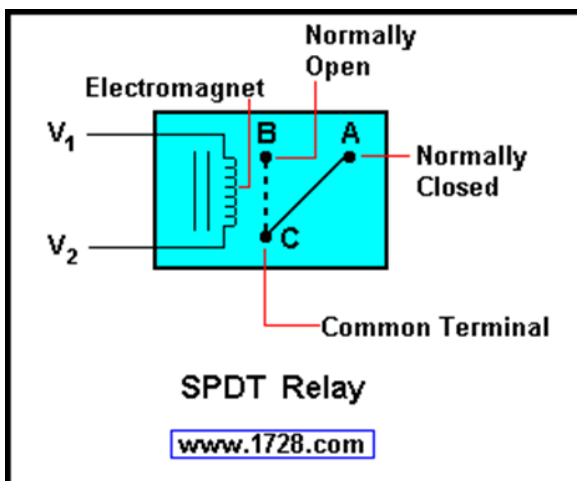 Normally
Open
Electromagnet
V1
B
A
Normally
Closed
V2
C
Common Terminal
SPDT Relay
www.1728.com